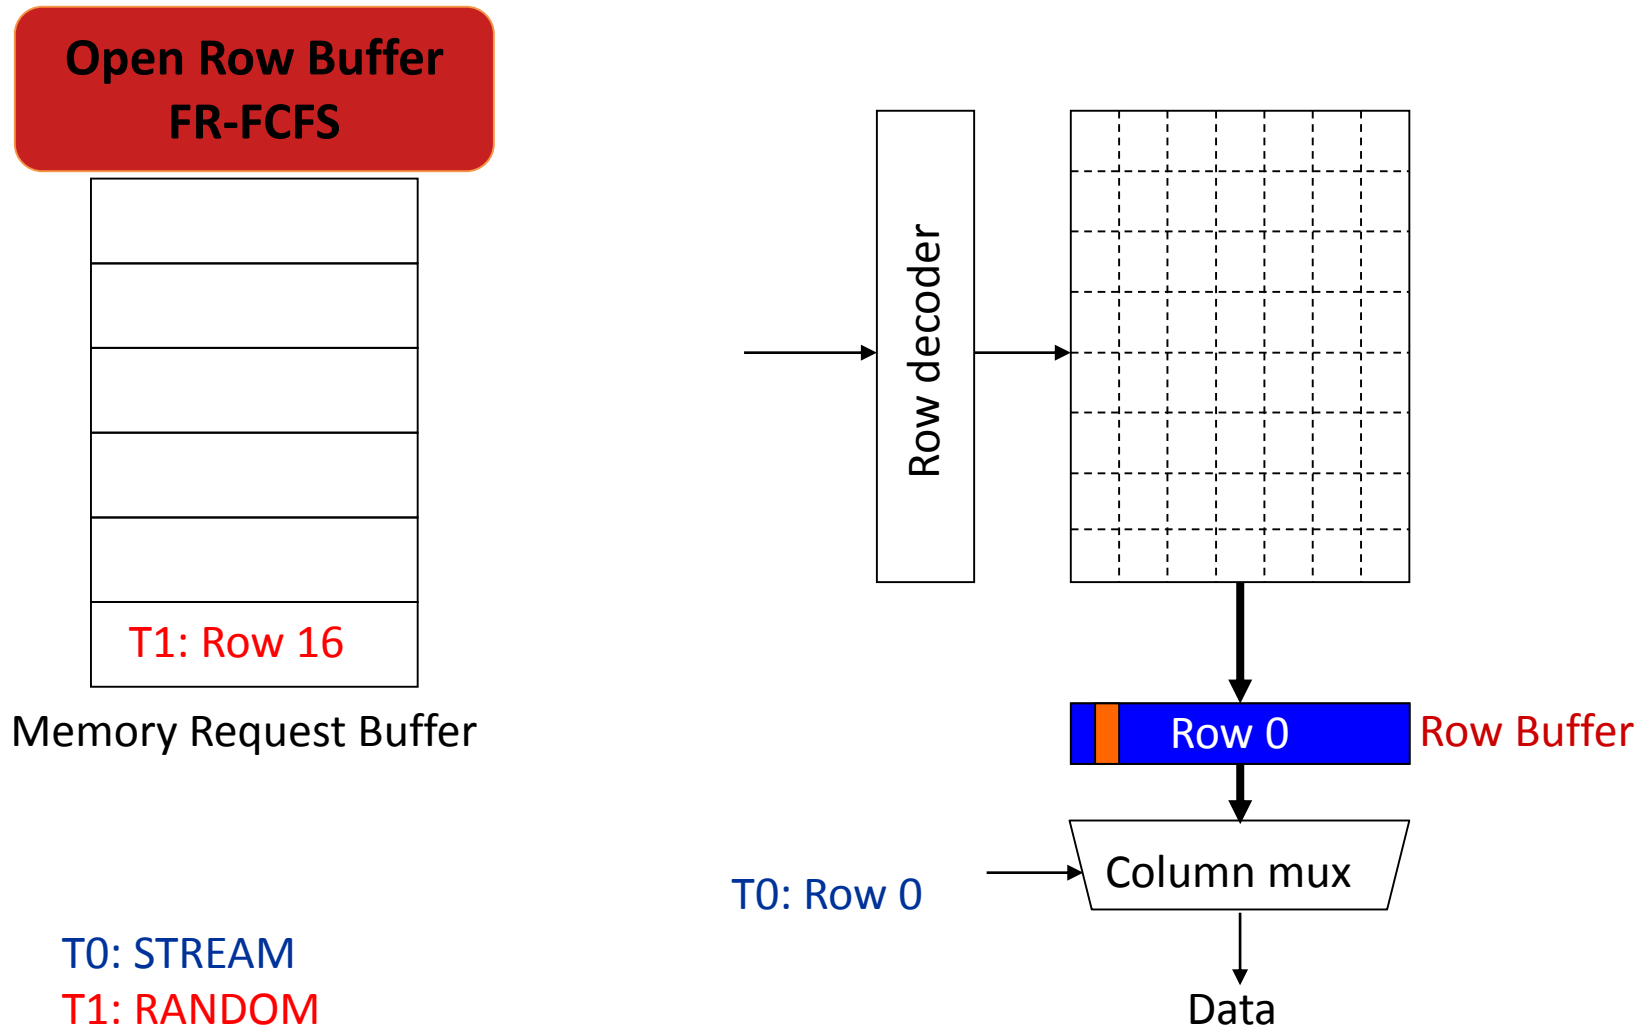 Open Row Buffer
FR-FCFS
Row decoder
T1: Row 16
Memory Request Buffer
Row 0
Row Buffer
Column mux
T0: Row 0
T0: STREAM
T1: RANDOM
Data